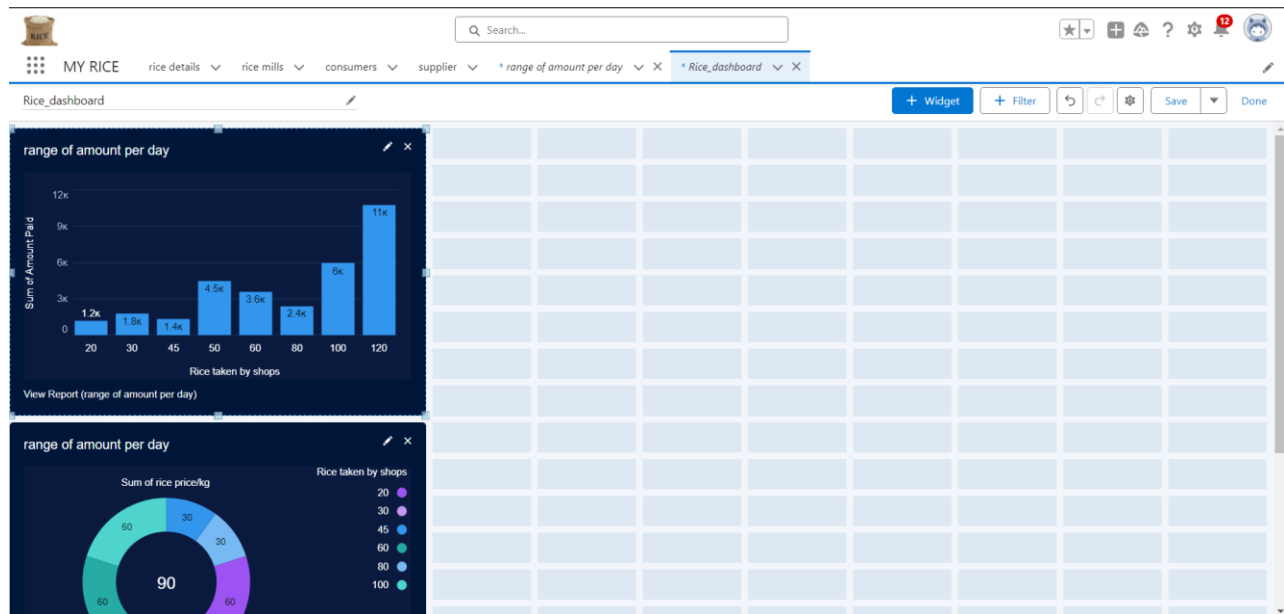 RICE
Search...
12
MY RICE rice details rice mills consumers supplier * range of amount per day * Rice_dashboard
Rice_dashboard
+ Widget + Filter Save Done
range of amount per day
Sum of Amount Paid
12K
9K
6K
3K
0
1.2K 1.8K 1.4K 4.5K 3.6K 2.4K 6K 11K
20 30 45 50 60 80 100 120
Rice taken by shops
View Report (range of amount per day)
range of amount per day
Sum of rice price/kg
Rice taken by shops
20
30
45
60
80
100
60 30
30
90
60 60